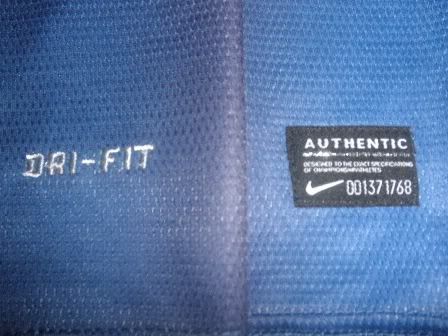 DRI-FIT
AUTHENTIC
DESIGNED TO THE EXACT SPECIFICATIONS
OF CHAMPIONSHIP ATHLETES
001371768